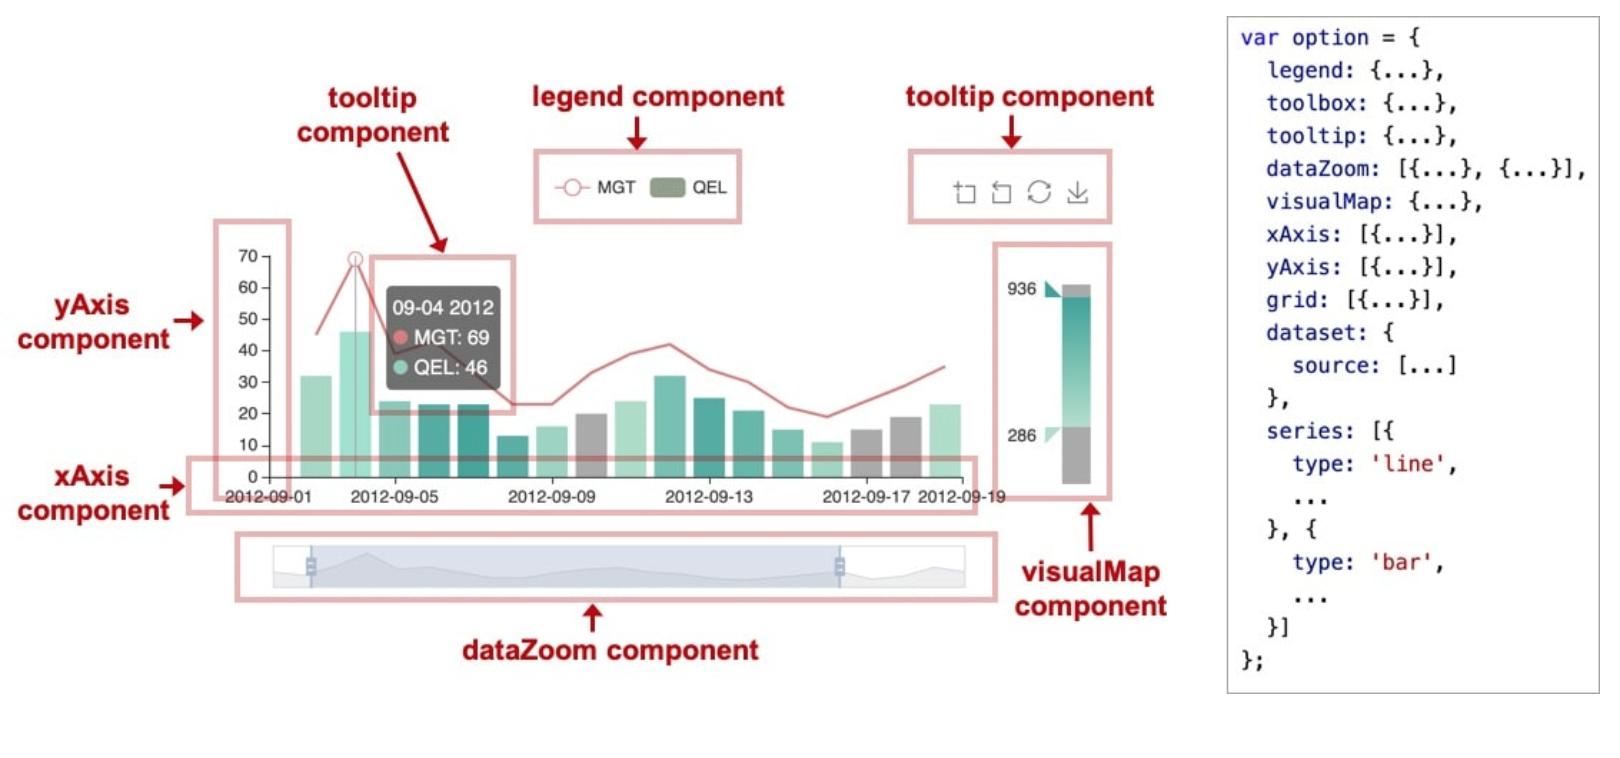 tooltip
component
legend component
tooltip component
MGT QEL
yAxis
component
70
60
50
40
30
20
10
0
09-04 2012
MGT: 69
QEL: 46
936
286
xAxis
component
2012-09-01 2012-09-05 2012-09-09 2012-09-13 2012-09-17 2012-09-19
visualMap
component
dataZoom component
var option = {
legend: {...},
toolbox: {...},
tooltip: {...},
dataZoom: [{...}, {...}],
visualMap: {...},
xAxis: [{...}],
yAxis: [{...}],
grid: [{...}],
dataset: {
source: [...]
},
series: [{
type: 'line',
...
}, {
type: 'bar',
...
}]
};